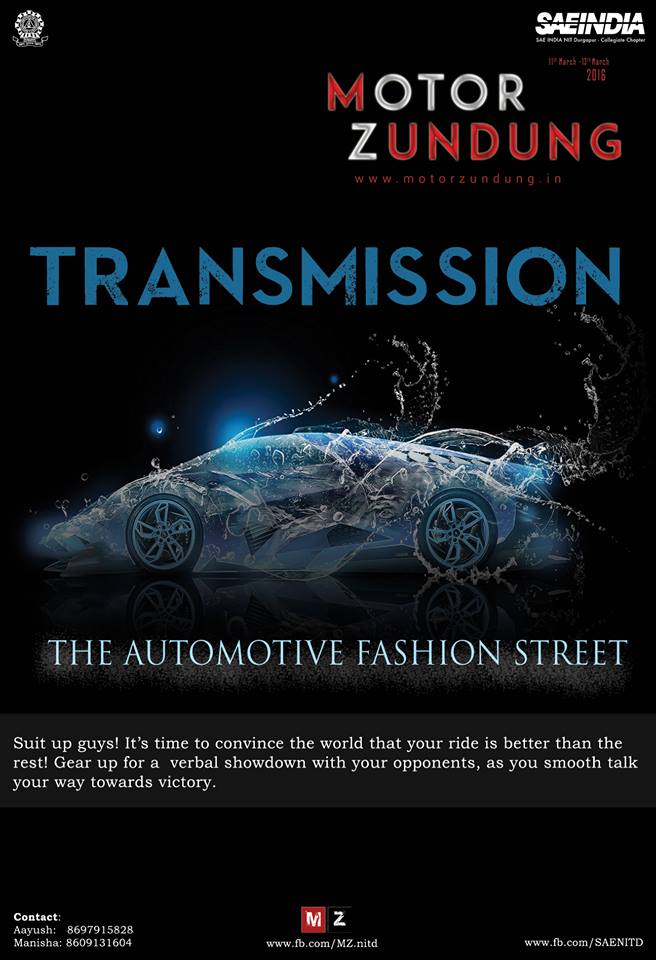 SAEINDIA
SAE INDIA NIT Durgapur - Collegiate Chapter
11th March -13th March
2016
MOTOR
ZUNDUNG
www.motorzundung.in
TRANSMISSION
THE AUTOMOTIVE FASHION STREET
Suit up guys! It's time to convince the world that your ride is better than the
rest! Gear up for a  verbal showdown with your opponents, as you smooth talk
your way towards victory.
Contact:
Aayush:   8697915828
Manisha: 8609131604
M Z
www.fb.com/MZ.nitd
www.fb.com/SAENITD